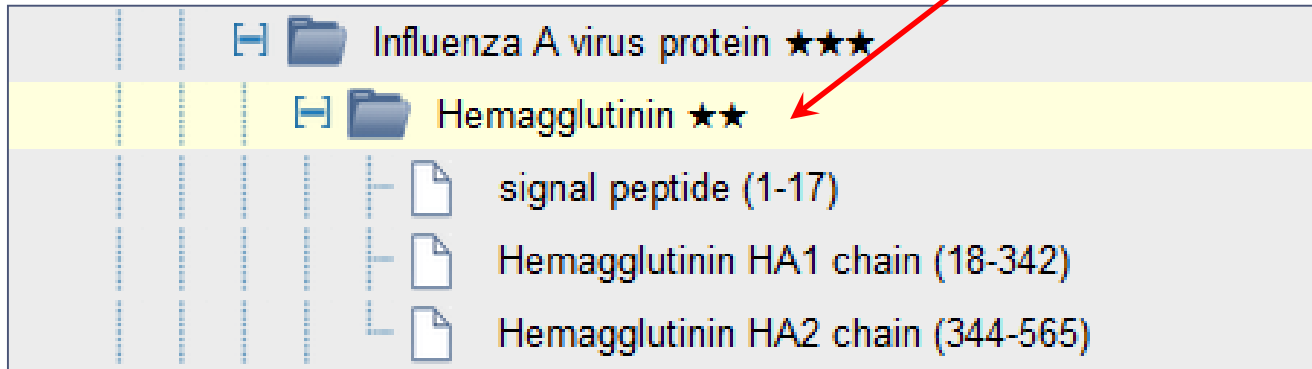 Influenza A virus protein ★★★
Hemagglutinin ★★
signal peptide (1-17)
Hemagglutinin HA1 chain (18-342)
Hemagglutinin HA2 chain (344-565)